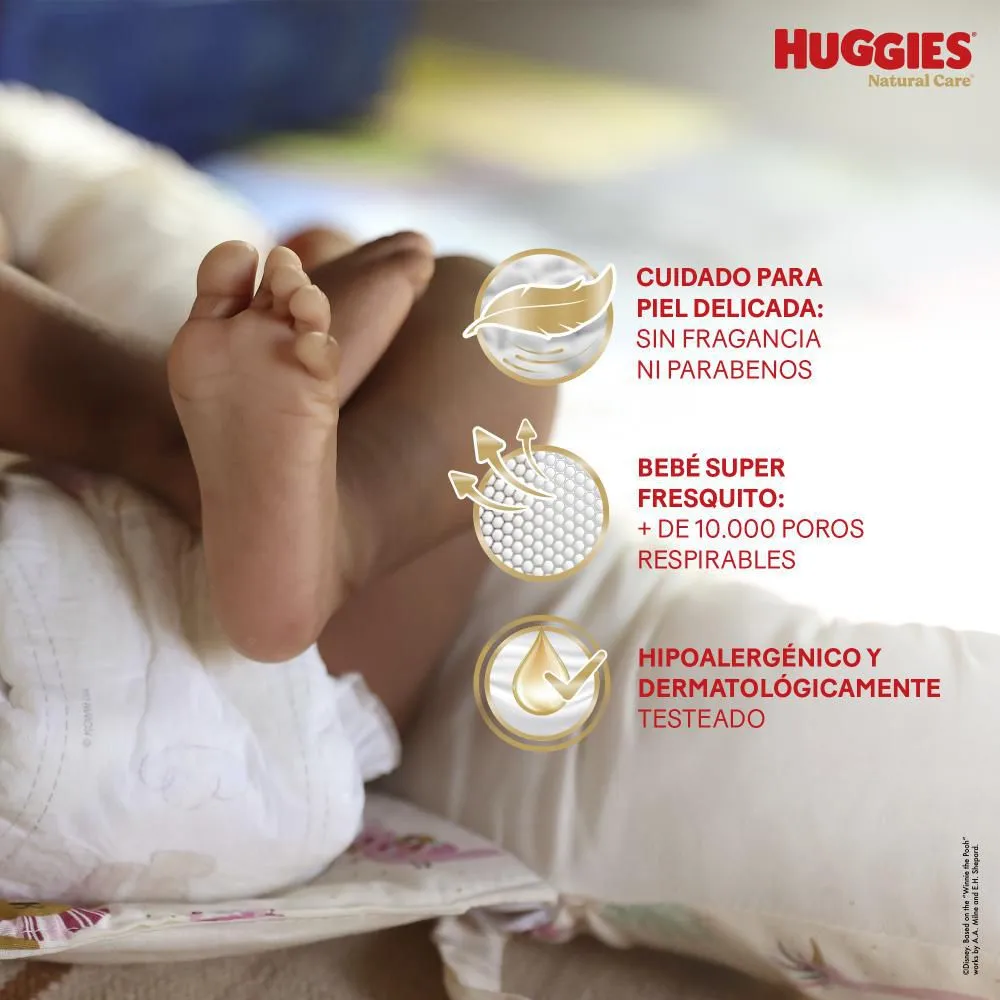 HUGGIES®
Natural Care®
CUIDADO PARA
PIEL DELICADA:
SIN FRAGANCIA
NI PARABENOS
BEBÉ SUPER
FRESQUITO:
+ DE 10.000 POROS
RESPIRABLES
HIPOALERGÉNICO Y
DERMATOLÓGICAMENTE
TESTEADO
©Disney. Based on the "Winnie the Pooh"
works by A.A. Milne and E.H. Shepard.